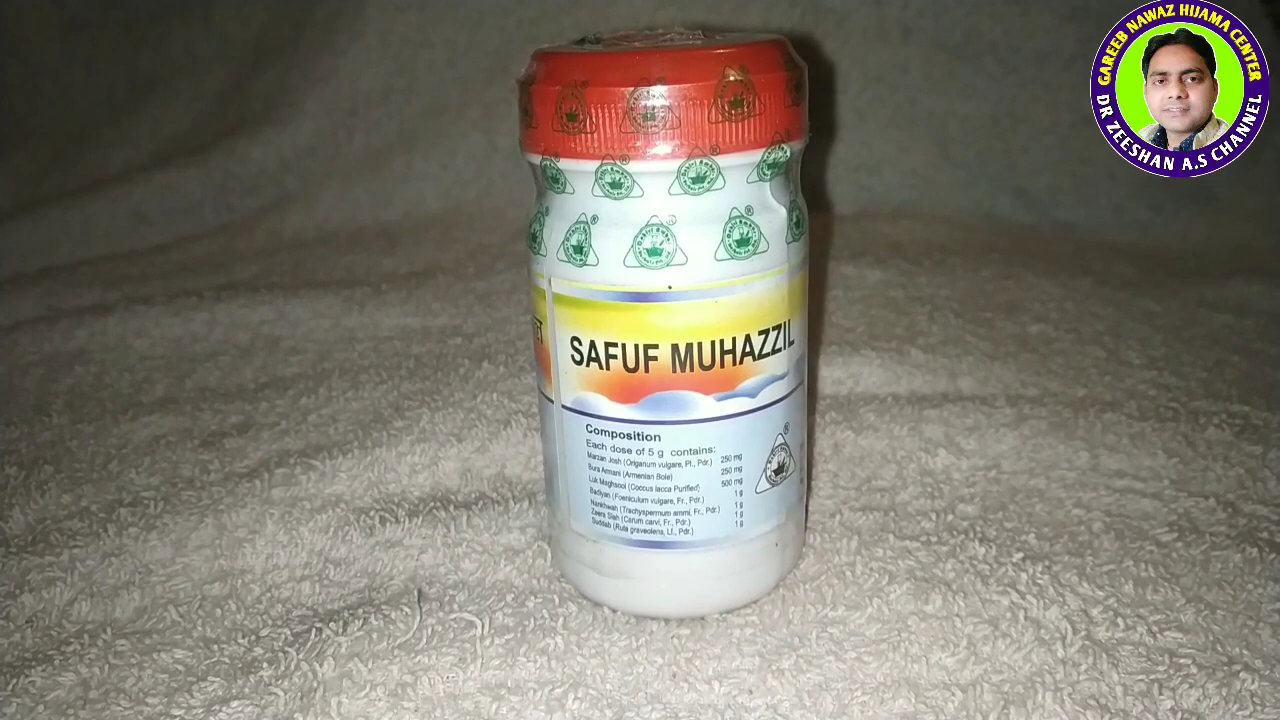 GAREEB NAWAZ HIJAMA CENTER
DR ZEESHAN A.S CHANNEL
SAFUF MUHAZZIL
Composition
Each dose of 5 g contains:
Marzan Josh (Origanum vulgare, Pl., Pdr.) 250 mg
Bura Armani (Armenian Bole) 250 mg
Luk Maghsool (Coccus lacca Purified) 500 mg
Badiyan (Foeniculum vulgare, Fr., Pdr.) 1 g
Nankhwah (Trachyspermum ammi, Fr., Pdr.) 1 g
Zeera Siah (Carum carvi, Fr., Pdr.) 1 g
Suddab (Ruta graveolens, Lf., Pdr.) 1 g